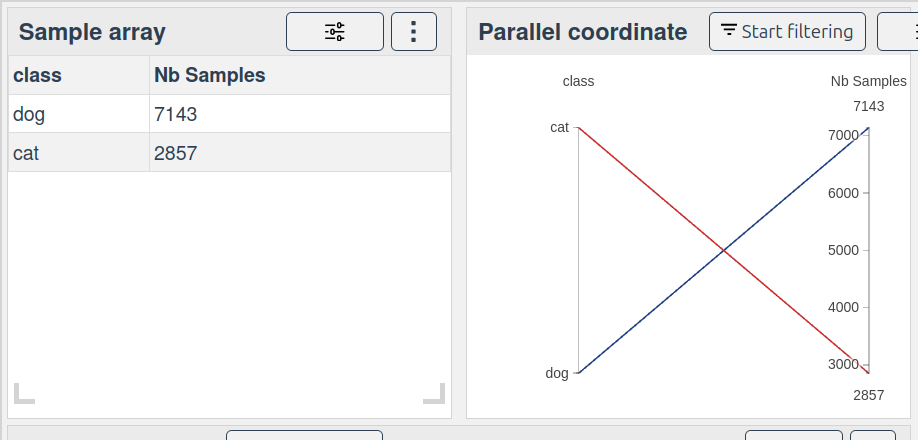 Sample array
class Nb Samples
dog 7143
cat 2857
Parallel coordinate Start filtering
class Nb Samples
7143
cat
7000
6000
5000
4000
3000
dog
2857